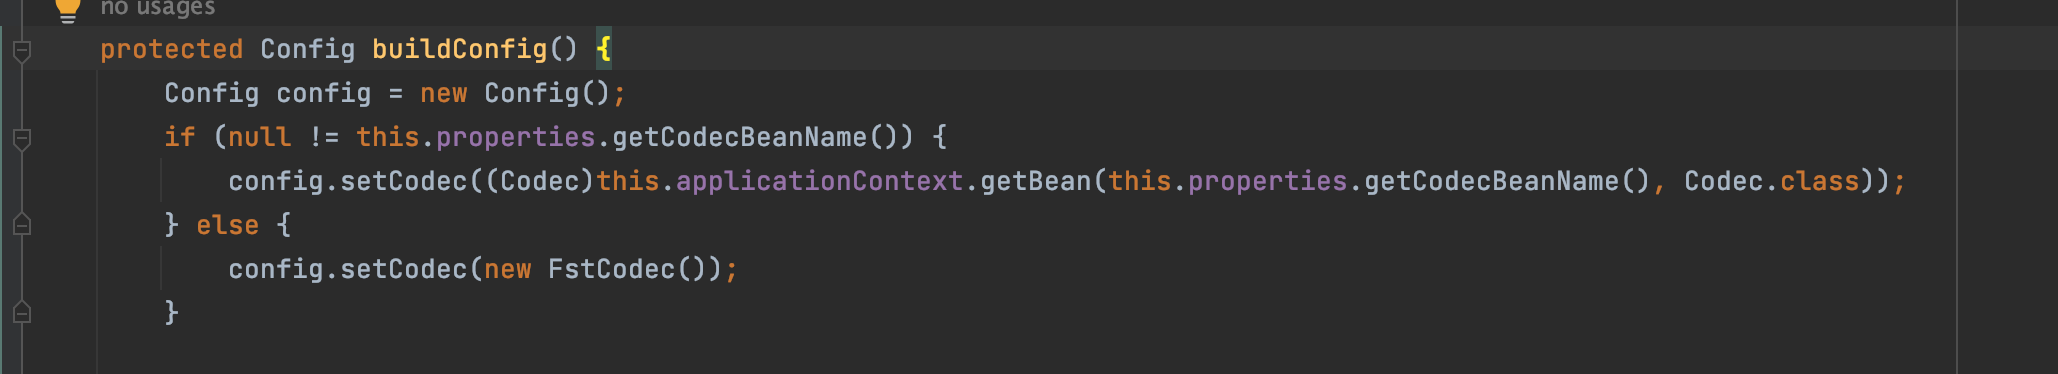 no usages
protected Config buildConfig() {
Config config = new Config();
if (null != this.properties.getCodecBeanName()) {
config.setCodec((Codec)this.applicationContext.getBean(this.properties.getCodecBeanName(), Codec.class));
} else {
config.setCodec(new FstCodec());
}